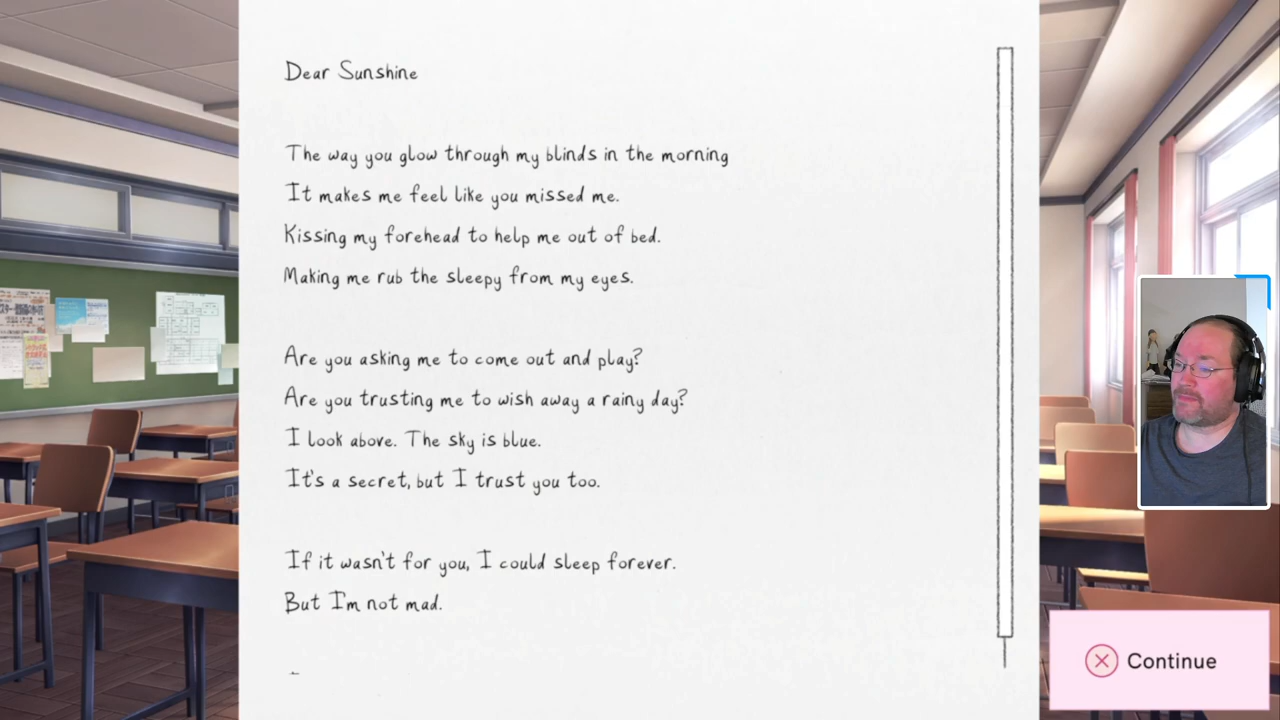 Dear Sunshine
The way you glow through my blinds in the morning
It makes me feel like you missed me.
Kissing my forehead to help me out of bed.
Making me rub the sleepy from my eyes.
Are you asking me to come out and play?
Are you trusting me to wish away a rainy day?
I look above. The sky is blue.
It's a secret, but I trust you too.
If it wasn't for you, I could sleep forever.
But I'm not mad.
Continue